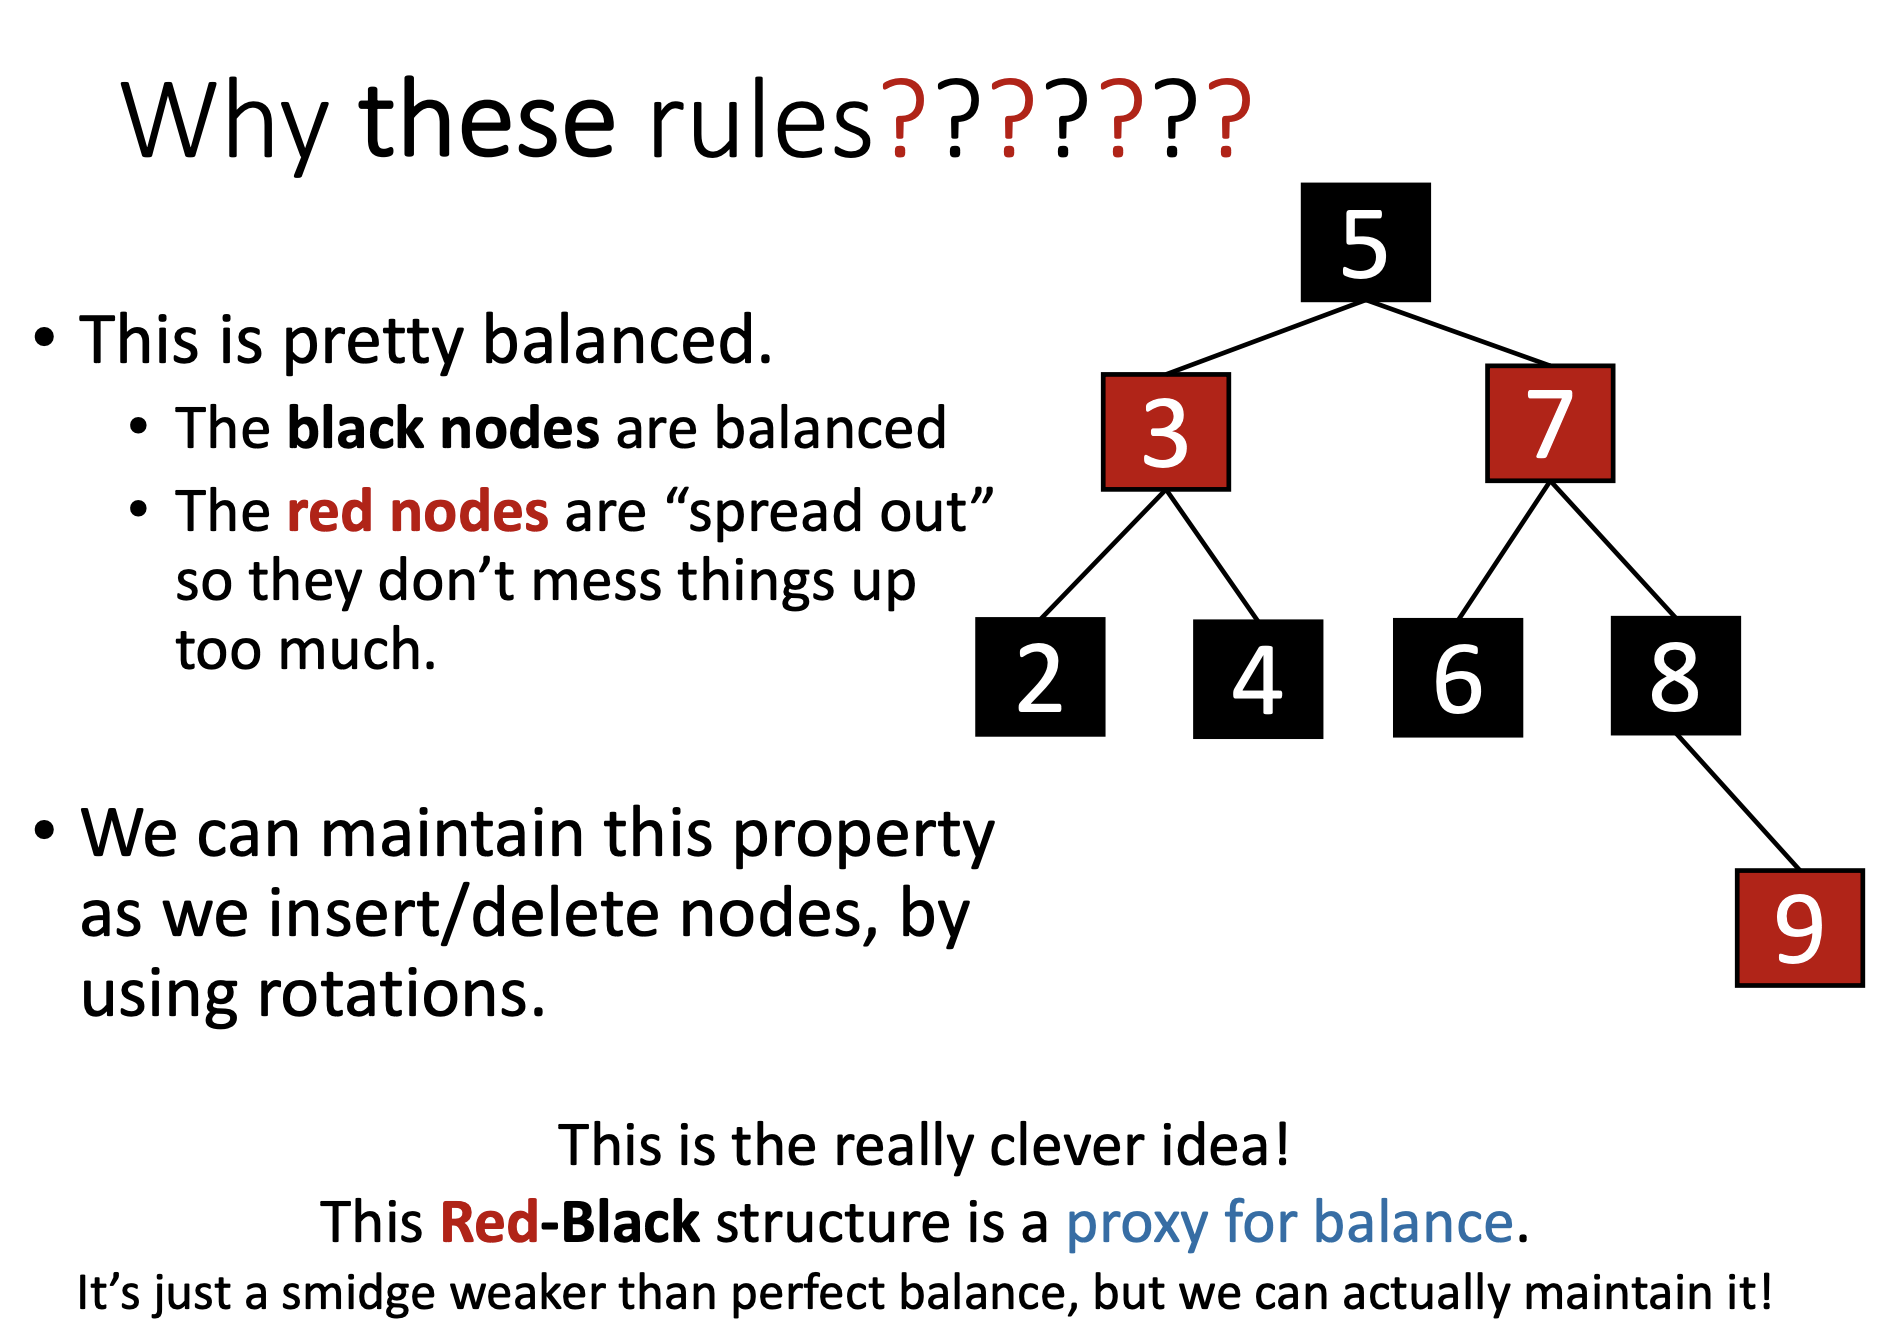 Why these rules???????
5
• This is pretty balanced.
3
7
• The black nodes are balanced
• The red nodes are “spread out”
so they don’t mess things up
too much.
2
4
6
8
• We can maintain this property
as we insert/delete nodes, by
using rotations.
9
This is the really clever idea!
This Red-Black structure is a proxy for balance.
It’s just a smidge weaker than perfect balance, but we can actually maintain it!